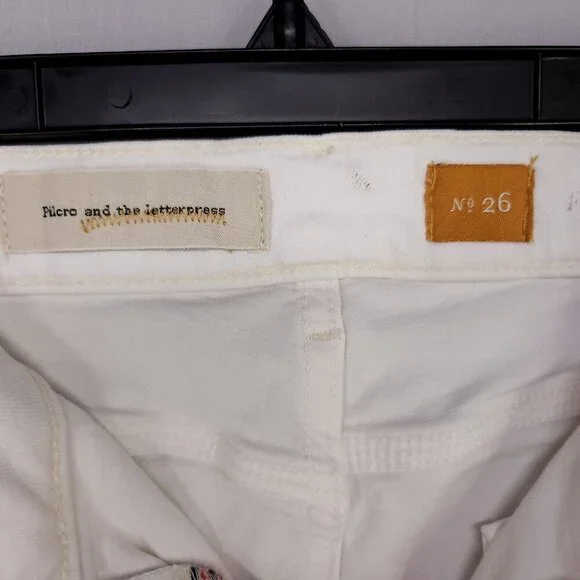 Pilcro and the letterpress
Nº 26